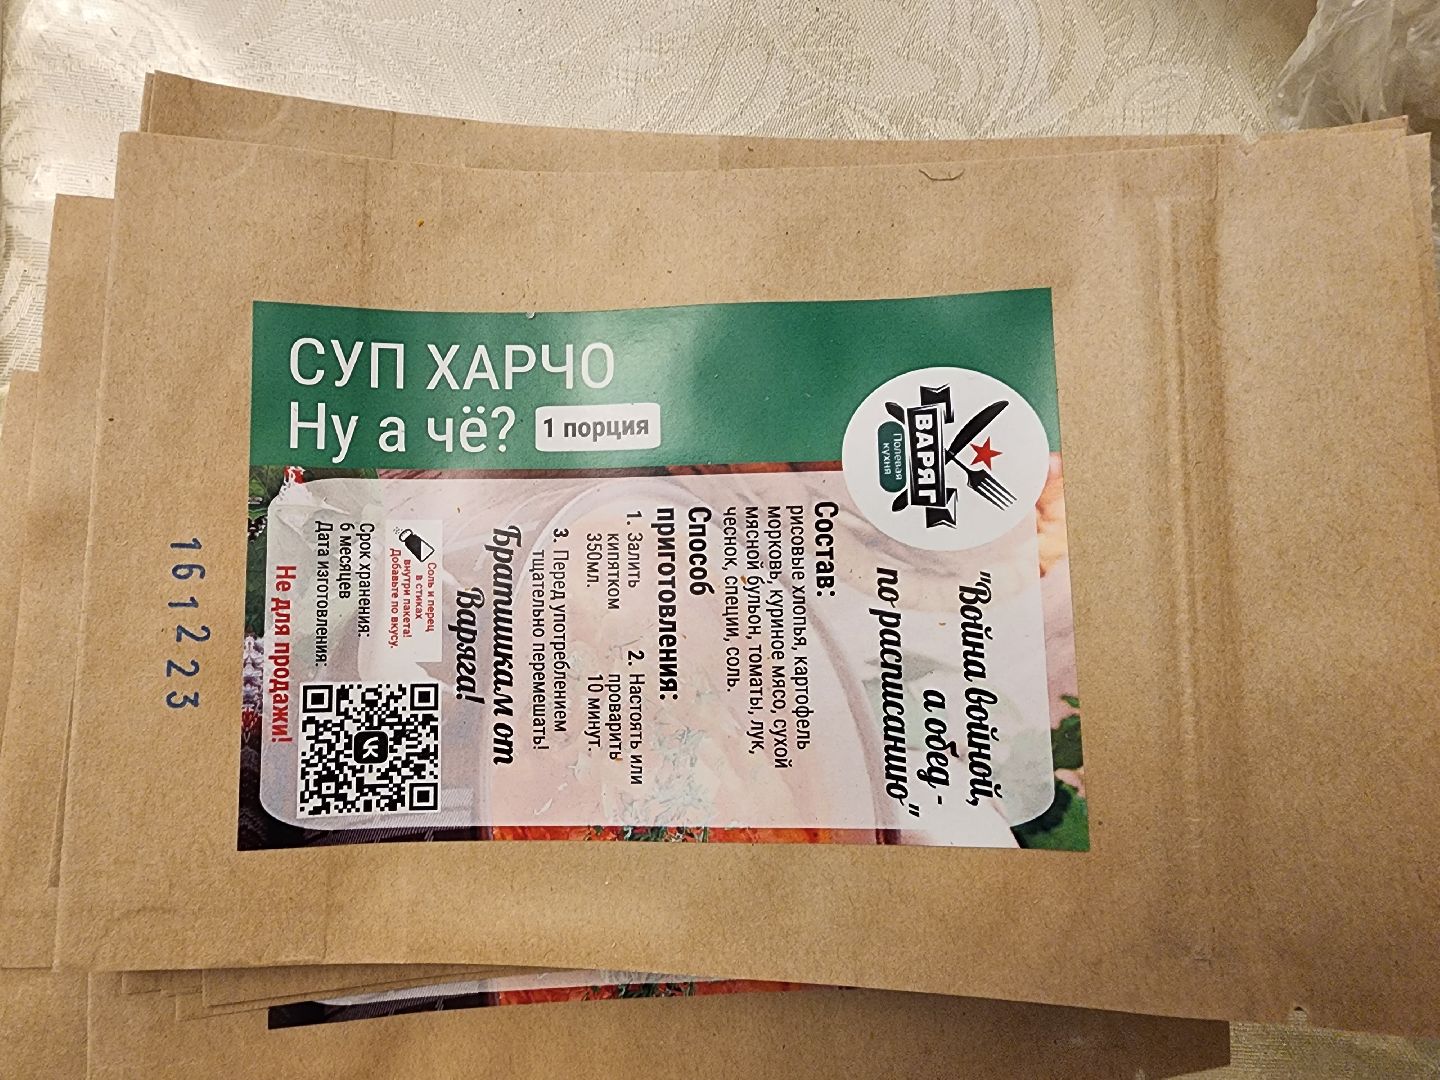 "Война войной,
а обед -
по расписанию"
ВАРЯГ
Полевая
кухня
СУП ХАРЧО
Ну а чё?
1 порция
Состав:
рисовые хлопья, картофель
морковь, куриное мясо, сухой
мясной бульон, томаты, лук,
чеснок, специи, соль.
Способ
приготовления:
1. Залить
кипятком
350мл.
2. Настоять или
проварить
10 минут.
3. Перед употреблением
тщательно перемешать!
Братишкам от
Варяга!
Соль и перец
в стиках
внутри пакета!
Добавьте по вкусу.
Срок хранения:
6 месяцев
Дата изготовления:
Не для продажи!
161223